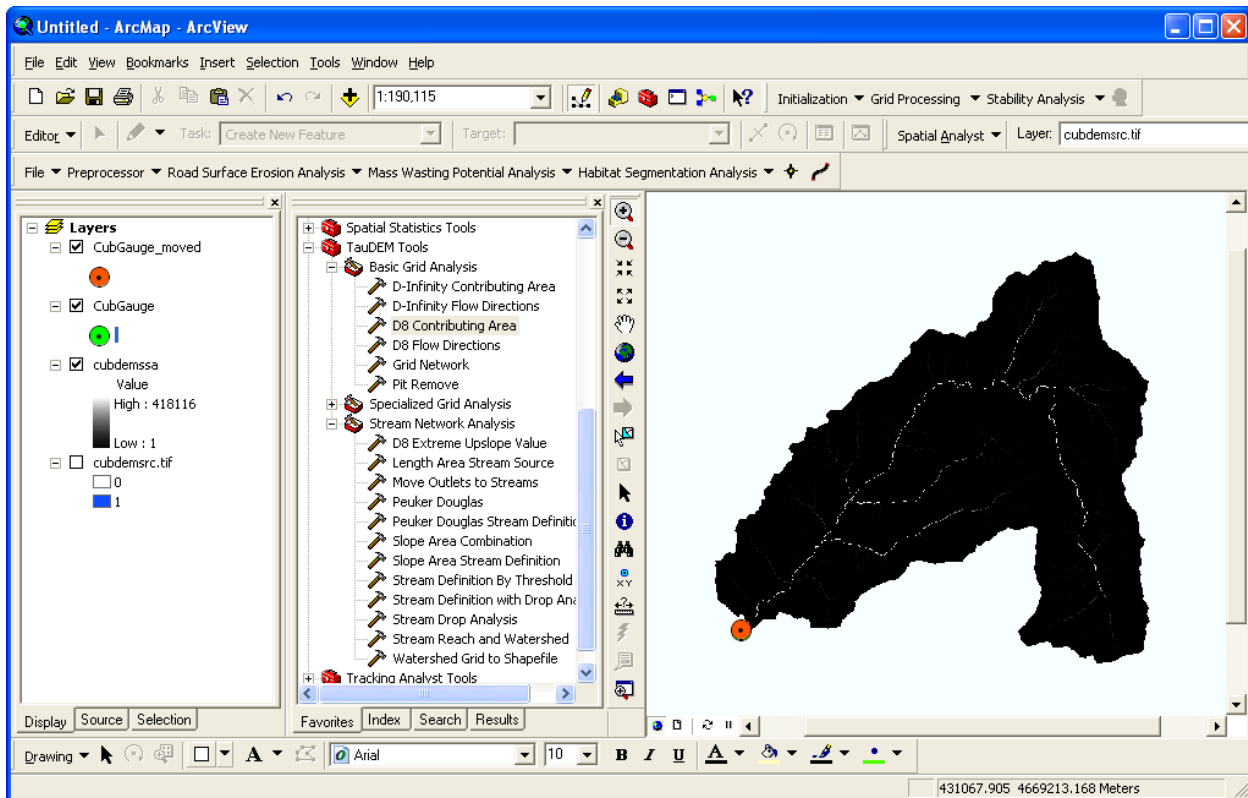 Untitled - ArcMap - ArcView
File Edit View Bookmarks Insert Selection Tools Window Help
1:190,115 Initialization Grid Processing Stability Analysis
Editor Task: Create New Feature Target: Spatial Analyst Layer: cubdemsrc.tif
File Preprocessor Road Surface Erosion Analysis Mass Wasting Potential Analysis Habitat Segmentation Analysis
Layers
CubGauge_moved
CubGauge
cubdemssa
Value
High : 418116
Low : 1
cubdemsrc.tif
0
1
Display Source Selection
Spatial Statistics Tools
TauDEM Tools
Basic Grid Analysis
D-Infinity Contributing Area
D-Infinity Flow Directions
D8 Contributing Area
D8 Flow Directions
Grid Network
Pit Remove
Specialized Grid Analysis
Stream Network Analysis
D8 Extreme Upslope Value
Length Area Stream Source
Move Outlets to Streams
Peuker Douglas
Peuker Douglas Stream Definitic
Slope Area Combination
Slope Area Stream Definition
Stream Definition By Threshold
Stream Definition with Drop Ana
Stream Drop Analysis
Stream Reach and Watershed
Watershed Grid to Shapefile
Tracking Analyst Tools
Favorites Index Search Results
XY
Drawing A Arial 10 B I U A
431067.905 4669213.168 Meters